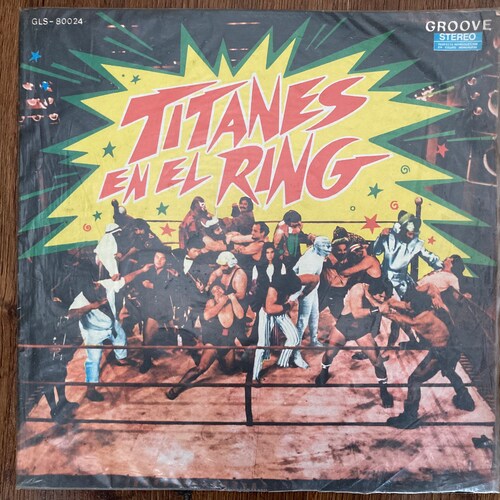 GLS-80024
GROOVE
STEREO
TITANES
EN EL RING